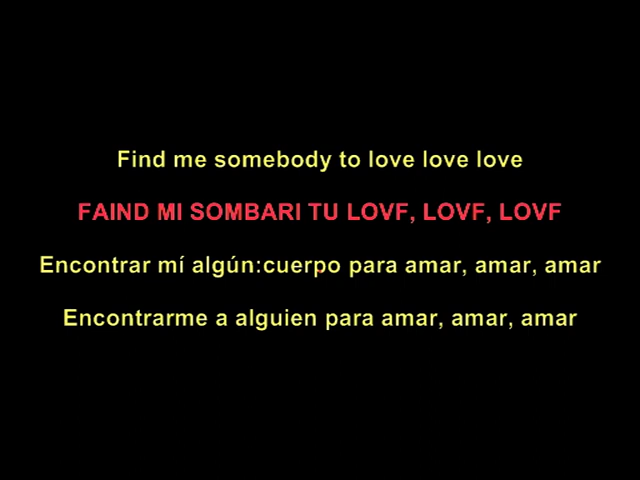 Find me somebody to love love love
FAIND MI SOMBARI TU LOVF, LOVF, LOVF
Encontrar mí algún:cuerpo para amar, amar, amar
Encontrarme a alguien para amar, amar, amar